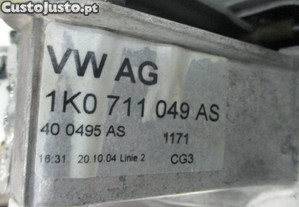 CustoJusto.pt
VW AG
1K0 711 049 AS
40 0495 AS 1171
16:31 20.10.04 Linie 2 CG3